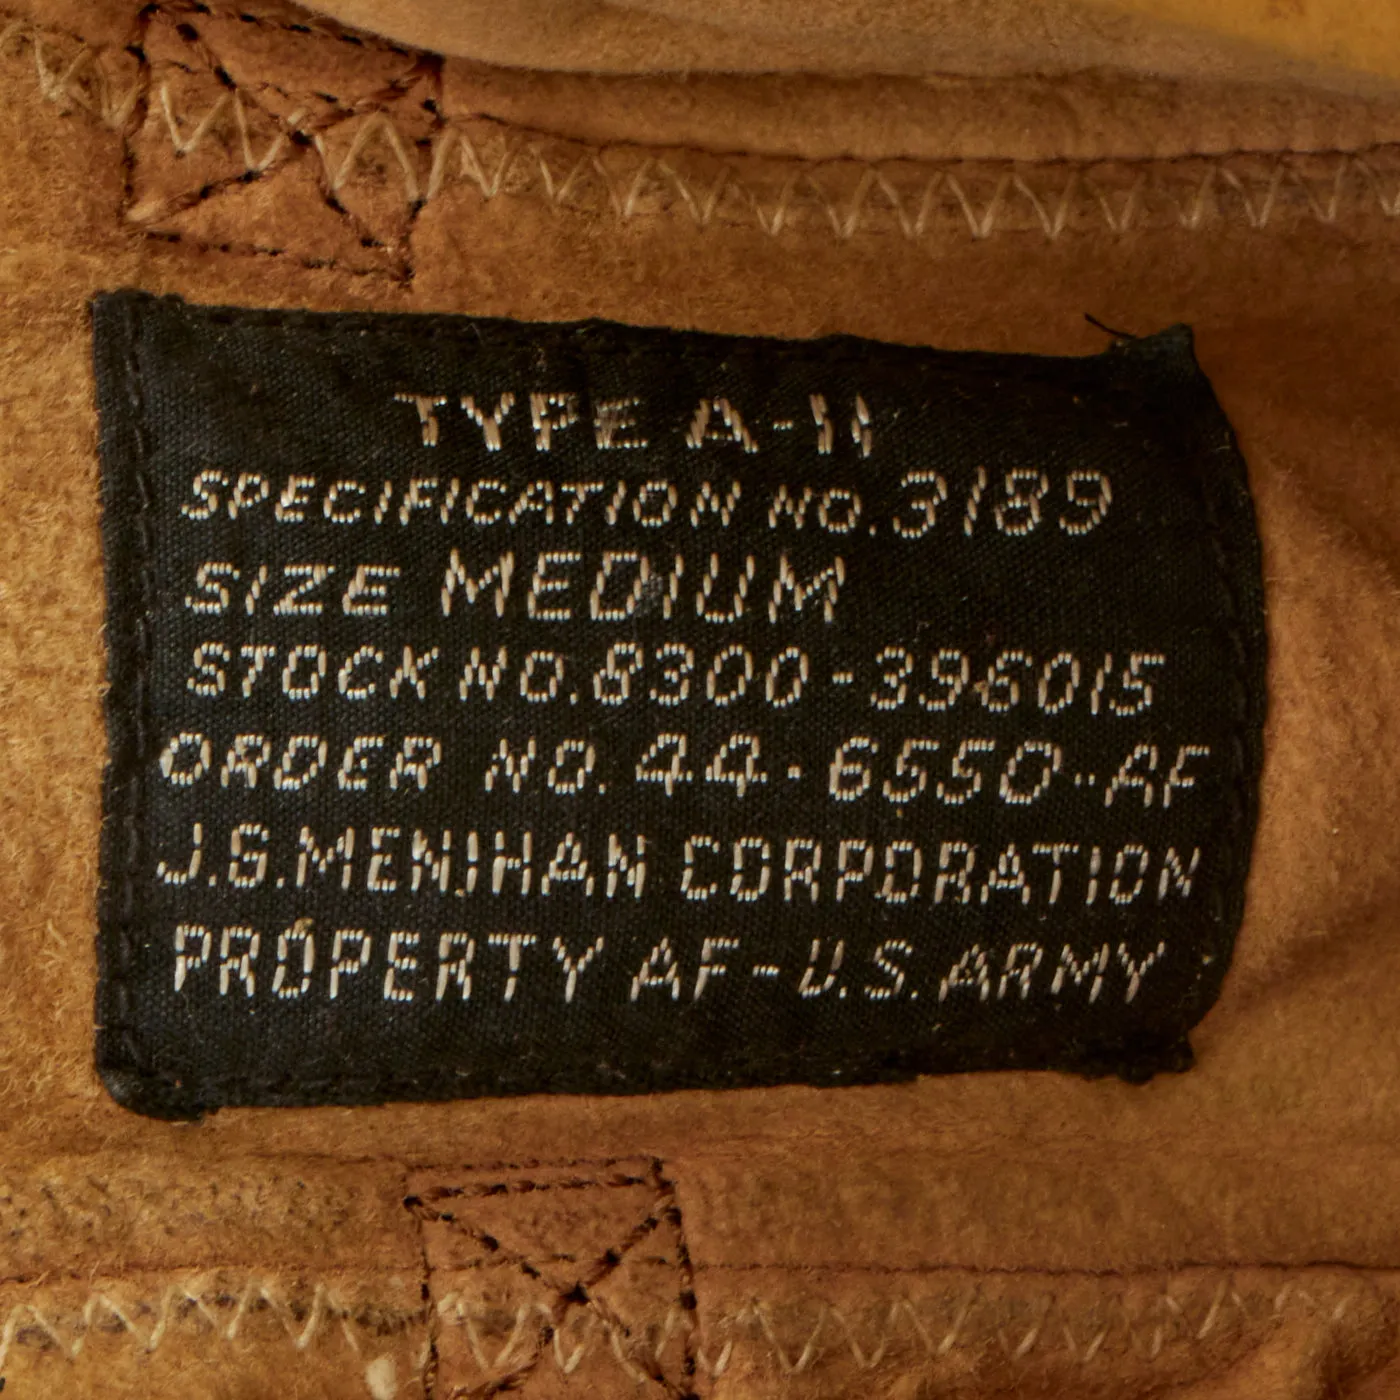 TYPE A-11
SPECIFICATION NO. 3189
SIZE MEDIUM
STOCK NO. 8300-396015
ORDER NO. 44-6550-AF
J.G. MENIHAN CORPORATION
PROPERTY AF-U.S. ARMY